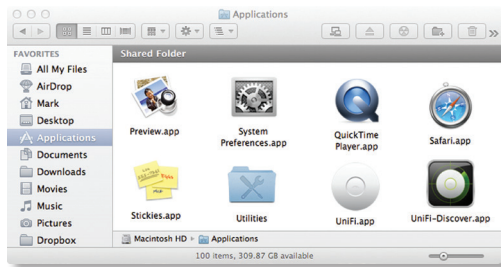 Applications
FAVORITES
All My Files
AirDrop
Mark
Desktop
Applications
Documents
Downloads
Movies
Music
Pictures
Dropbox
Shared Folder
Preview.app
System
Preferences.app
QuickTime
Player.app
Safari.app
Stickies.app
Utilities
UniFi.app
UniFi-Discover.app
Macintosh HD ▸ Applications
100 items, 309.87 GB available